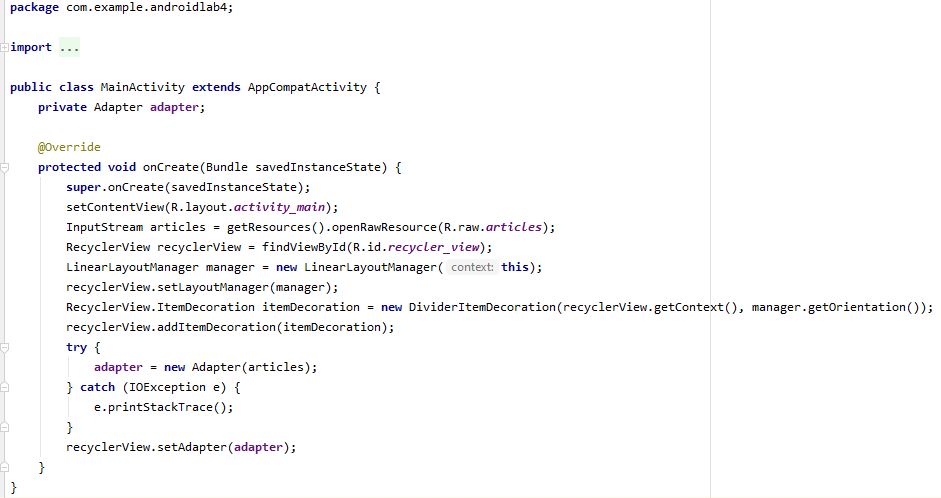 package com.example.androidlab4;
import ...
public class MainActivity extends AppCompatActivity {
private Adapter adapter;
@Override
protected void onCreate(Bundle savedInstanceState) {
super.onCreate(savedInstanceState);
setContentView(R.layout.activity_main);
InputStream articles = getResources().openRawResource(R.raw.articles);
RecyclerView recyclerView = findViewById(R.id.recycler_view);
LinearLayoutManager manager = new LinearLayoutManager( context: this);
recyclerView.setLayoutManager(manager);
RecyclerView.ItemDecoration itemDecoration = new DividerItemDecoration(recyclerView.getContext(), manager.getOrientation());
recyclerView.addItemDecoration(itemDecoration);
try {
adapter = new Adapter(articles);
} catch (IOException e) {
e.printStackTrace();
}
recyclerView.setAdapter(adapter);
}
}